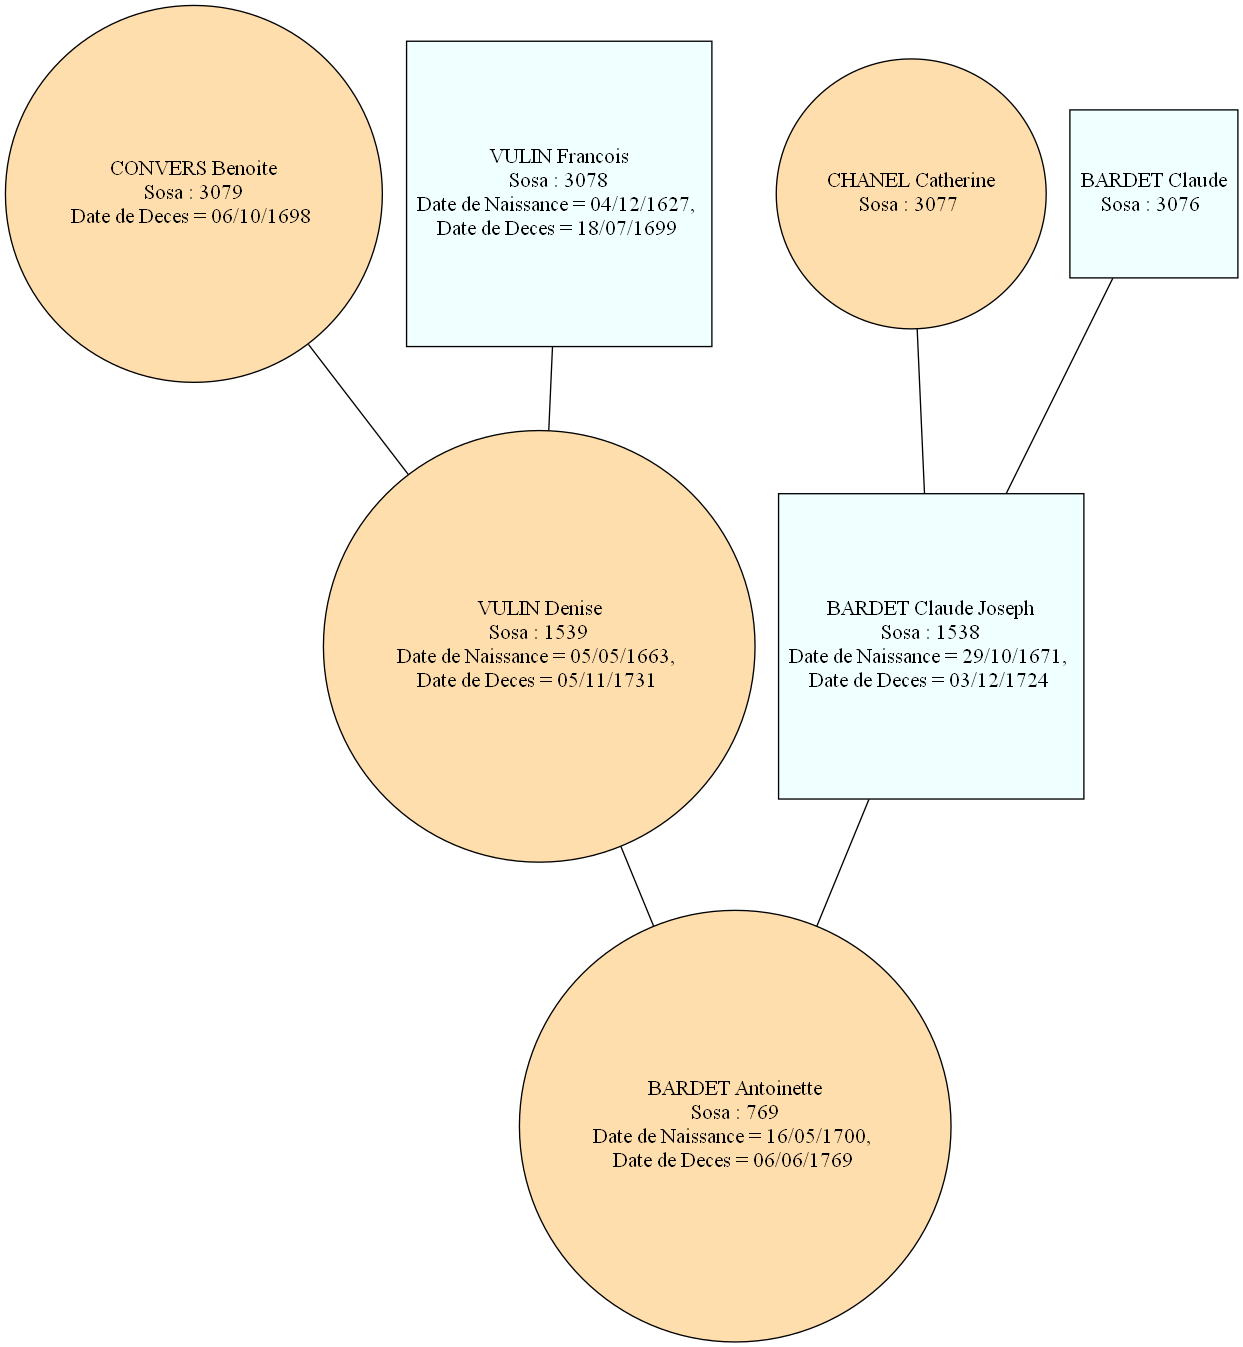 CONVERS Benoite
Sosa : 3079
Date de Deces = 06/10/1698
VULIN Francois
Sosa : 3078
Date de Naissance = 04/12/1627,
Date de Deces = 18/07/1699
CHANEL Catherine
Sosa : 3077
BARDET Claude
Sosa : 3076
VULIN Denise
Sosa : 1539
Date de Naissance = 05/05/1663,
Date de Deces = 05/11/1731
BARDET Claude Joseph
Sosa : 1538
Date de Naissance = 29/10/1671,
Date de Deces = 03/12/1724
BARDET Antoinette
Sosa : 769
Date de Naissance = 16/05/1700,
Date de Deces = 06/06/1769